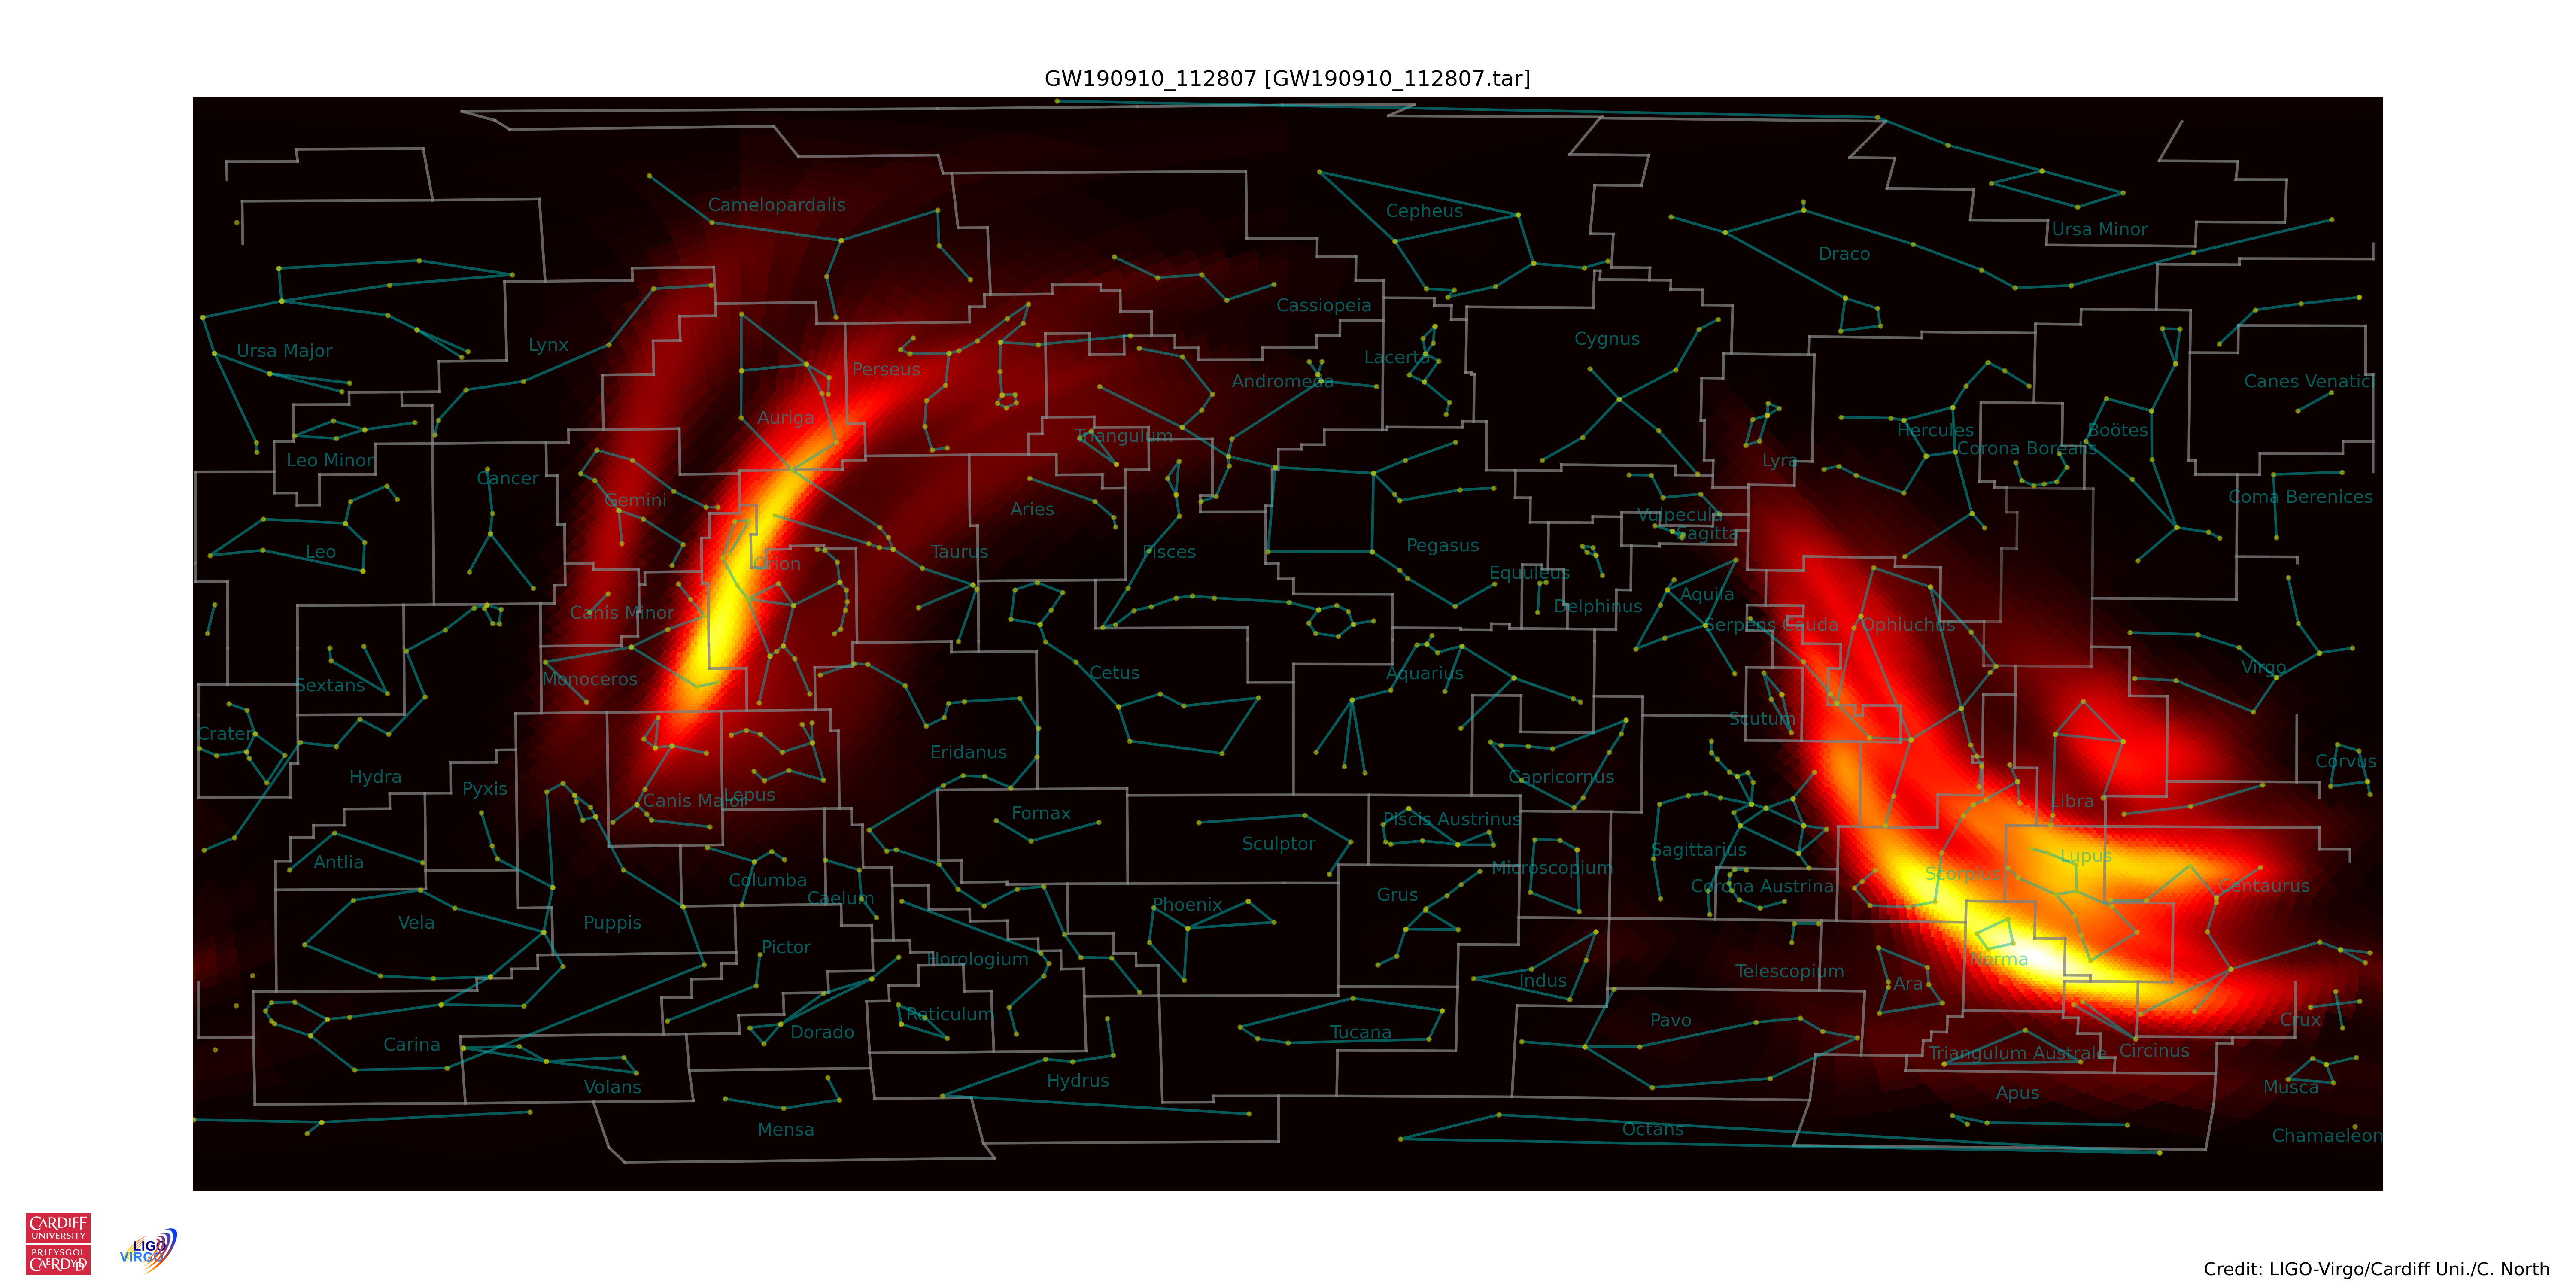 GW190910_112807 [GW190910_112807.tar]
Camelopardalis
Cepheus
Ursa Minor
Draco
Cassiopeia
Cygnus
Ursa Major
Lynx
Lacerta
Perseus
Andromeda
Canes Venatici
Auriga
Triangulum
Hercules
Boötes
Corona Borealis
Leo Minor
Lyra
Cancer
Gemini
Coma Berenices
Aries
Vulpecula
Sagitta
Leo
Taurus
Pisces
Pegasus
Orion
Equuleus
Aquila
Delphinus
Canis Minor
Serpens Cauda
Ophiuchus
Virgo
Cetus
Aquarius
Monoceros
Sextans
Scutum
Crater
Eridanus
Corvus
Hydra
Capricornus
Pyxis
Lepus
Canis Major
Libra
Fornax
Piscis Austrinus
Sculptor
Sagittarius
Lupus
Antlia
Microscopium
Scorpius
Columba
Corona Austrina
Centaurus
Caelum
Grus
Phoenix
Vela
Puppis
Pictor
Horologium
Norma
Telescopium
Indus
Ara
Reticulum
Pavo
Crux
Dorado
Tucana
Carina
Triangulum Australe
Circinus
Hydrus
Volans
Musca
Apus
Mensa
Octans
Chamaeleon
CARDIFF
UNIVERSITY
PRIFYSGOL
CAERDYDD
LIGO
VIRGO
Credit: LIGO-Virgo/Cardiff Uni./C. North